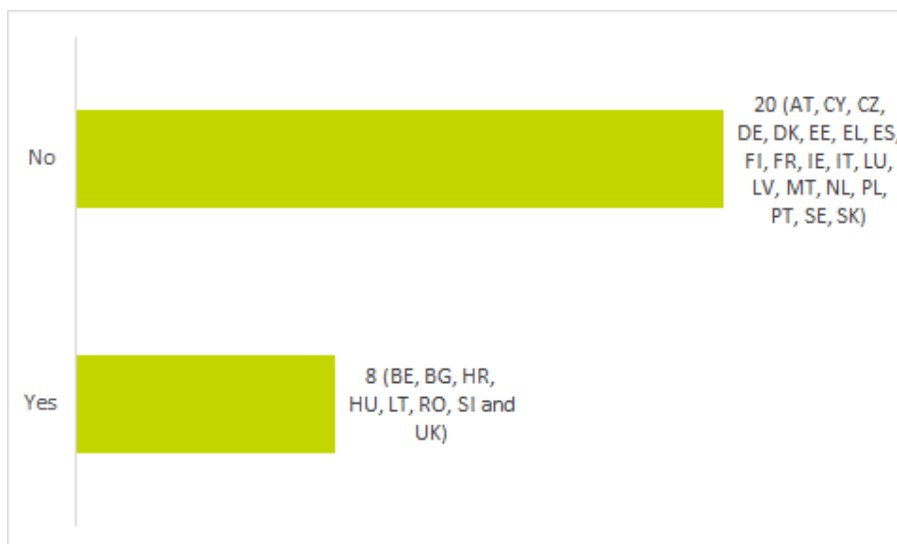 No
20 (AT, CY, CZ,
DE, DK, EE, EL, ES,
FI, FR, IE, IT, LU,
LV, MT, NL, PL,
PT, SE, SK)
Yes
8 (BE, BG, HR,
HU, LT, RO, SI and
UK)